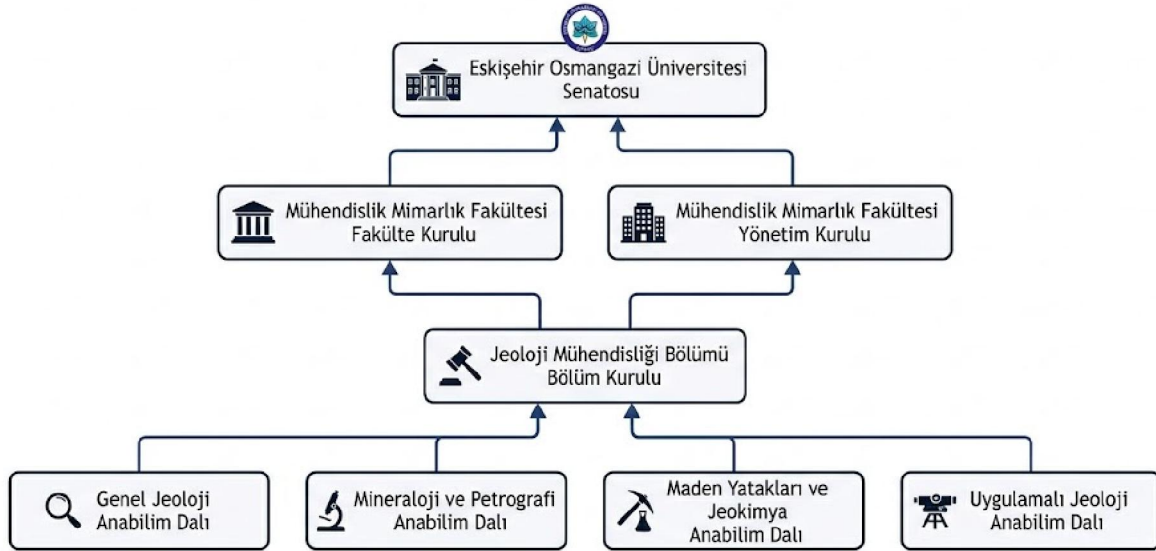 Eskişehir Osmangazi Üniversitesi
Senatosu
Mühendislik Mimarlık Fakültesi
Fakülte Kurulu
Mühendislik Mimarlık Fakültesi
Yönetim Kurulu
Jeoloji Mühendisliği Bölümü
Bölüm Kurulu
Genel Jeoloji
Anabilim Dalı
Mineraloji ve Petrografi
Anabilim Dalı
Maden Yatakları ve
Jeokimya
Anabilim Dalı
Uygulamalı Jeoloji
Anabilim Dalı